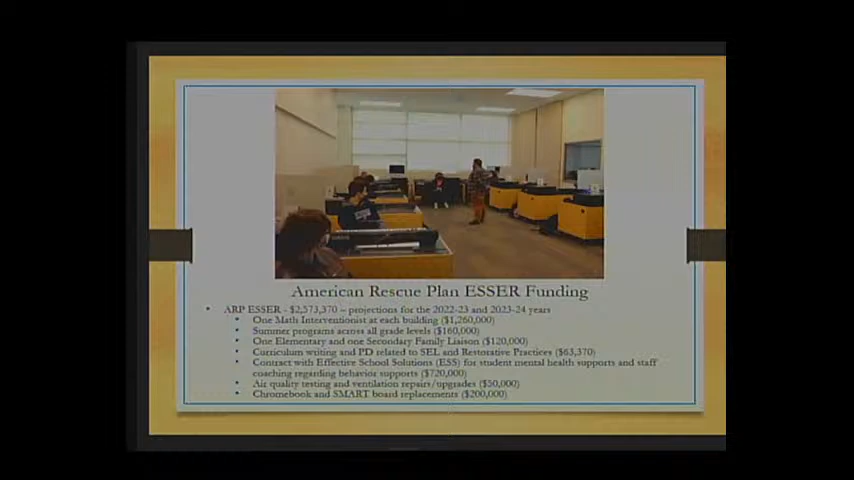 American Rescue Plan ESSER Funding
• ARP ESSER - $2,573,370 – projections for the 2022-23 and 2023-24 years
• One Math Interventionist at each building ($1,260,000)
• Summer programs across all grade levels ($160,000)
• One Elementary and one Secondary Family Liaison ($120,000)
• Curriculum writing and PD related to SEL and Restorative Practices ($63,370)
• Contract with Effective School Solutions (ESS) for student mental health supports and staff
coaching regarding behavior supports ($720,000)
• Air quality testing and ventilation repairs/upgrades ($50,000)
• Chromebook and SMART board replacements ($200,000)